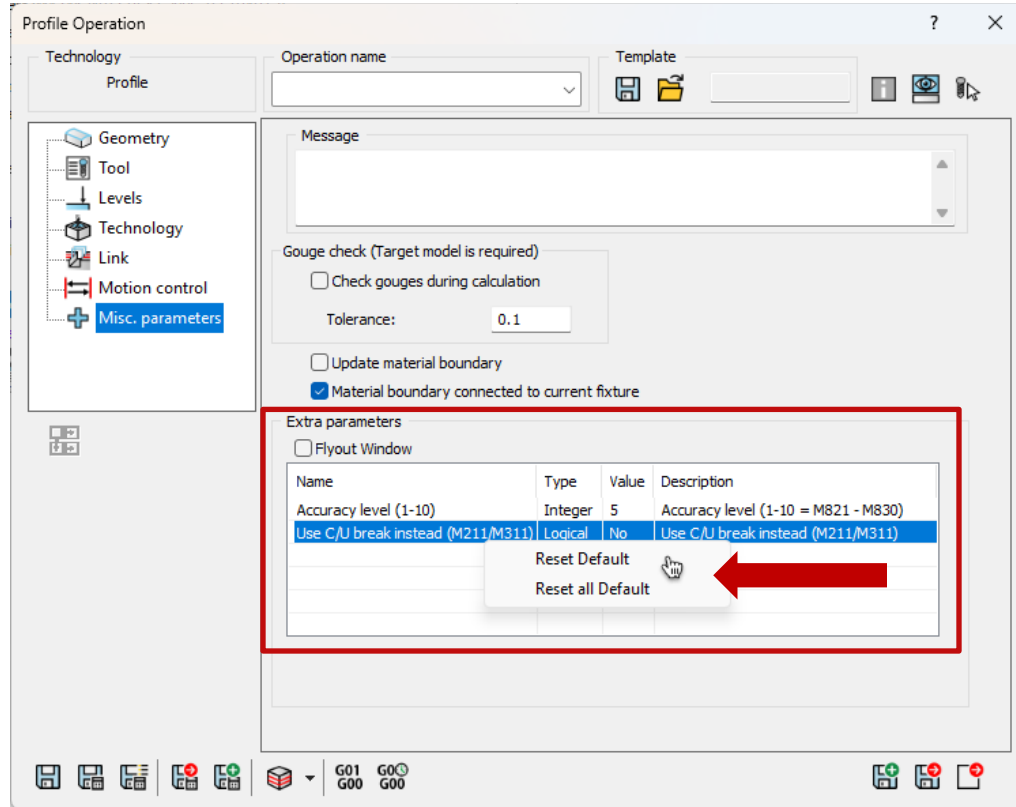 Profile Operation ?
Technology
Profile
Operation name
Template
Geometry
Tool
Levels
Technology
Link
Motion control
Misc. parameters
Message
Gouge check (Target model is required)
Check gouges during calculation
Tolerance: 0.1
Update material boundary
Material boundary connected to current fixture
Extra parameters
Flyout Window
Name Type Value Description
Accuracy level (1-10) Integer 5 Accuracy level (1-10 = M821 - M830)
Use C/U break instead (M211/M311) Logical No Use C/U break instead (M211/M311)
Reset Default
Reset all Default
G01 G00
G00 G00